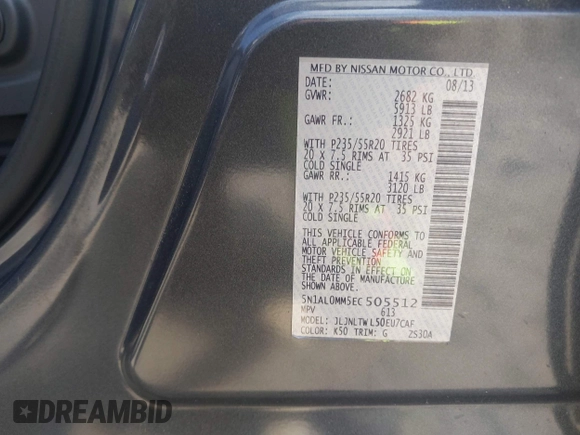 MFD BY NISSAN MOTOR CO., LTD
DATE: 08/13
GVWR: 2682 KG
5913 LB
GAWR FR.: 1325 KG
2921 LB
WITH P235/55R20 TIRES
20 X 7.5 RIMS AT 35 PSI
COLD SINGLE
GAWR RR.: 1415 KG
3120 LB
WITH P235/55R20 TIRES
20 X 7.5 RIMS AT 35 PSI
COLD SINGLE
THIS VEHICLE CONFORMS TO
ALL APPLICABLE FEDERAL
MOTOR VEHICLE SAFETY AND
THEFT PREVENTION
STANDARDS IN EFFECT ON
THE DATE OF MANUFACTURE
SHOWN ABOVE.
5N1AL0MM5EC505512
MPV 613
MODEL: JLJNLTWL50EU7CAF
COLOR: K50 TRIM: G 2S30A
DREAMBID